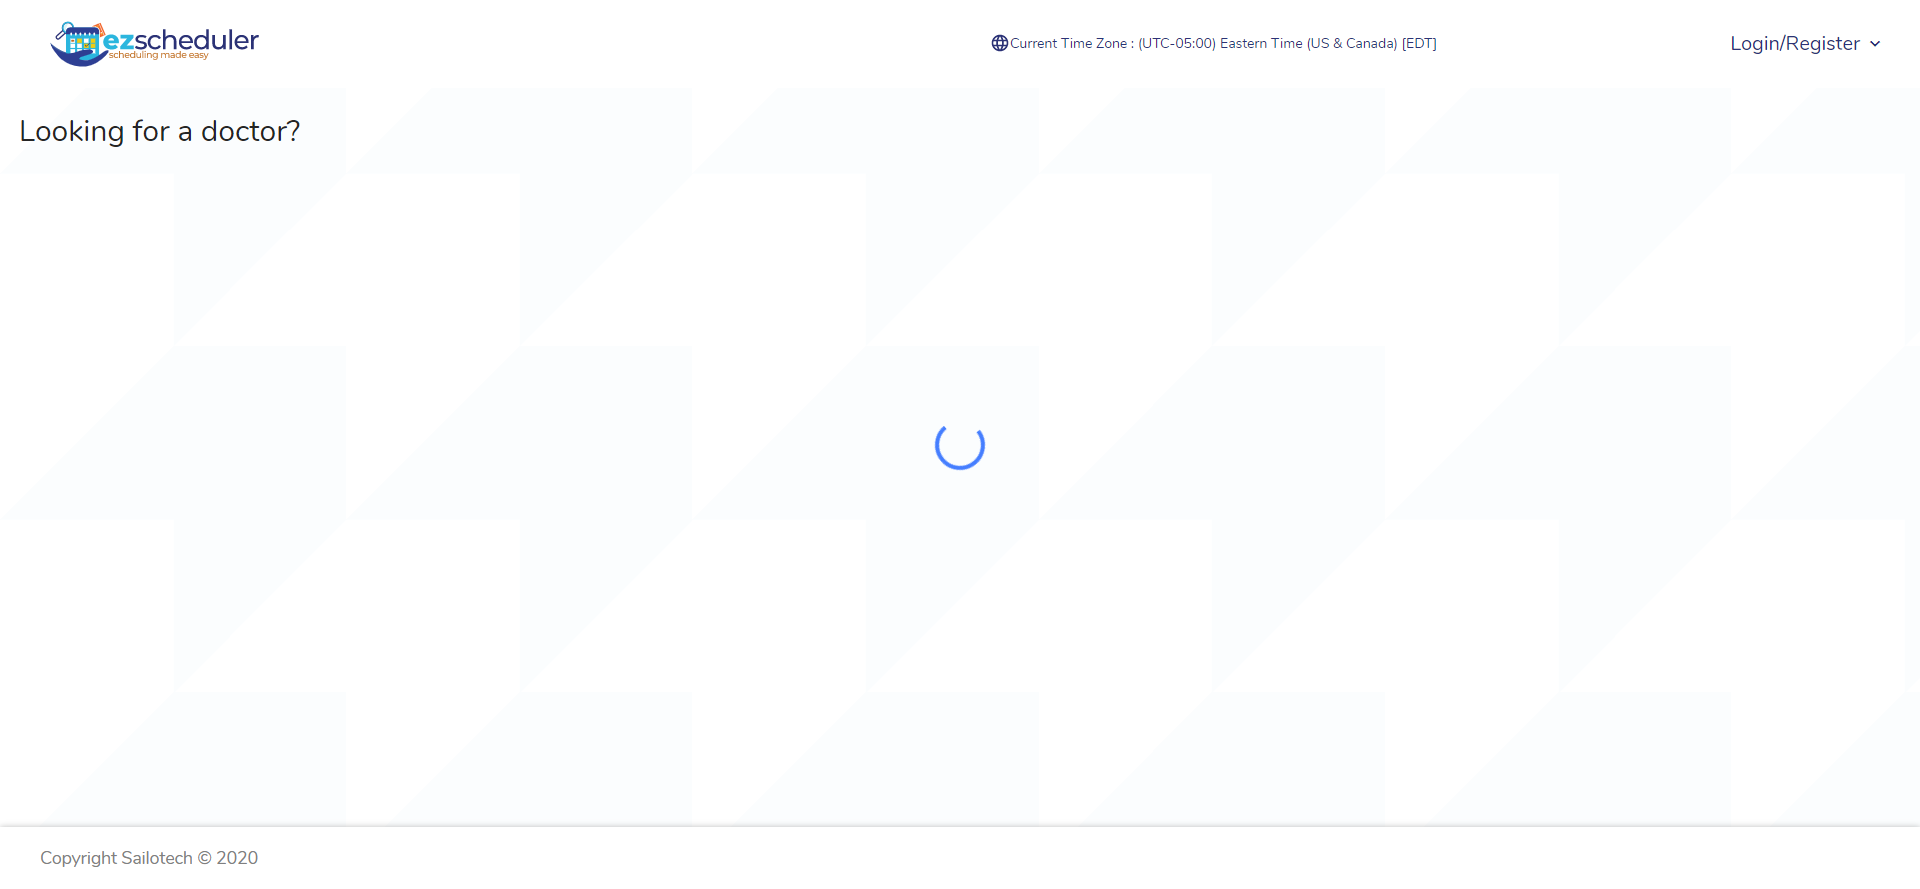 ezscheduler
scheduling made easy
Current Time Zone : (UTC-05:00) Eastern Time (US & Canada) [EDT]
Login/Register
Looking for a doctor?
Copyright Sailotech © 2020